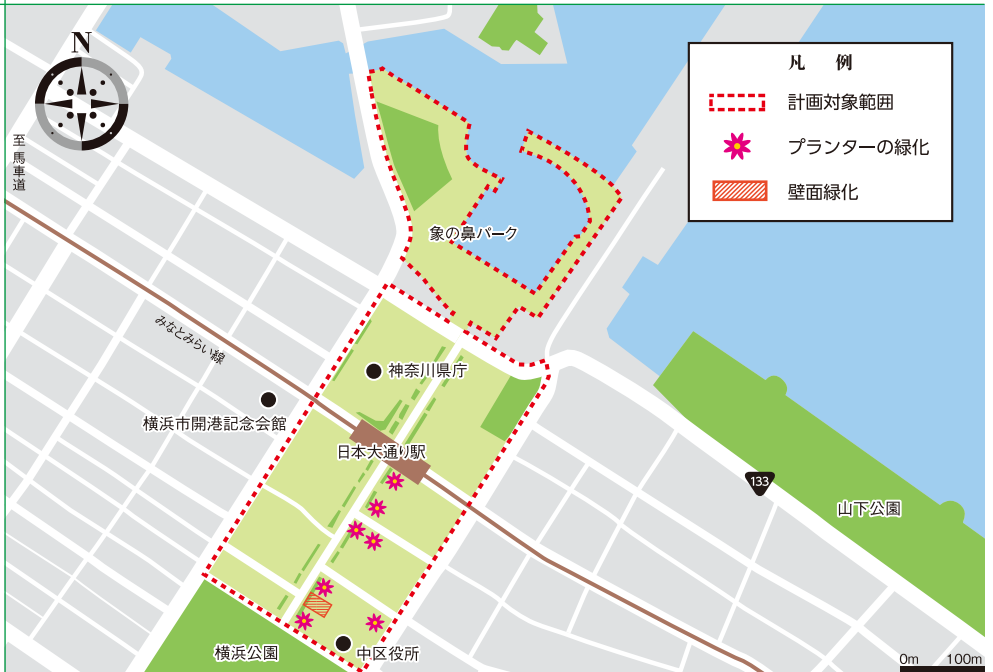 N
凡 例
計画対象範囲
プランターの緑化
壁面緑化
至 馬車道
象の鼻パーク
みなとみらい線
神奈川県庁
横浜市開港記念会館
日本大通り駅
133
山下公園
横浜公園
中区役所
0m 100m